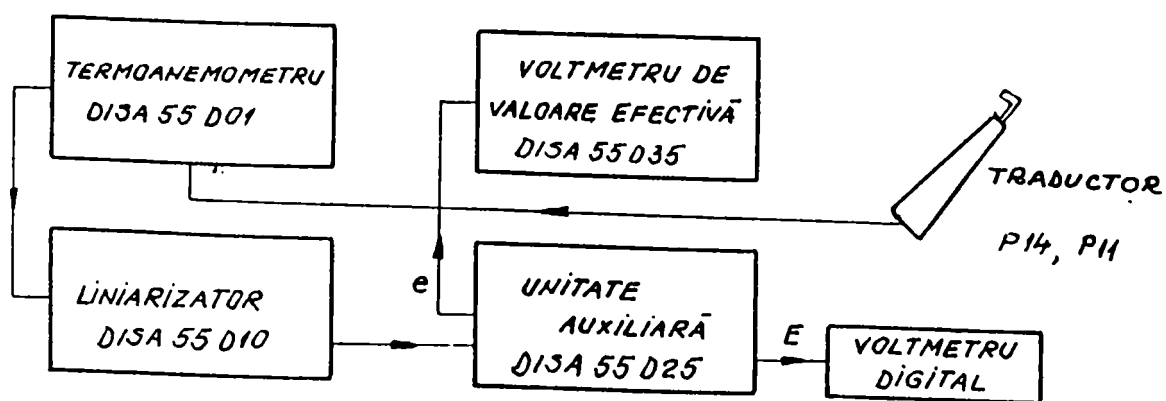 TERMOANEMOMETRU
DISA 55 D01
VOLTMETRU DE
VALOARE EFECTIVĂ
DISA 55 D35
TRADUCTOR
P14, P11
LINIARIZATOR
DISA 55 D10
e
UNITATE
AUXILIARĂ
DISA 55 D25
E
VOLTMETRU
DIGITAL